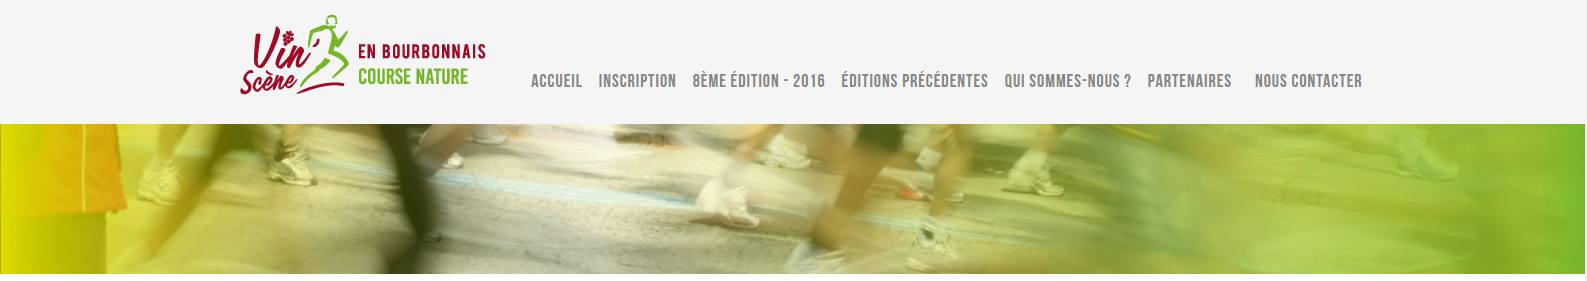 Vin'
Scène
EN BOURBONNAIS
COURSE NATURE
ACCUEIL INSCRIPTION 8ÈME ÉDITION - 2016 ÉDITIONS PRÉCÉDENTES QUI SOMMES-NOUS ? PARTENAIRES NOUS CONTACTER